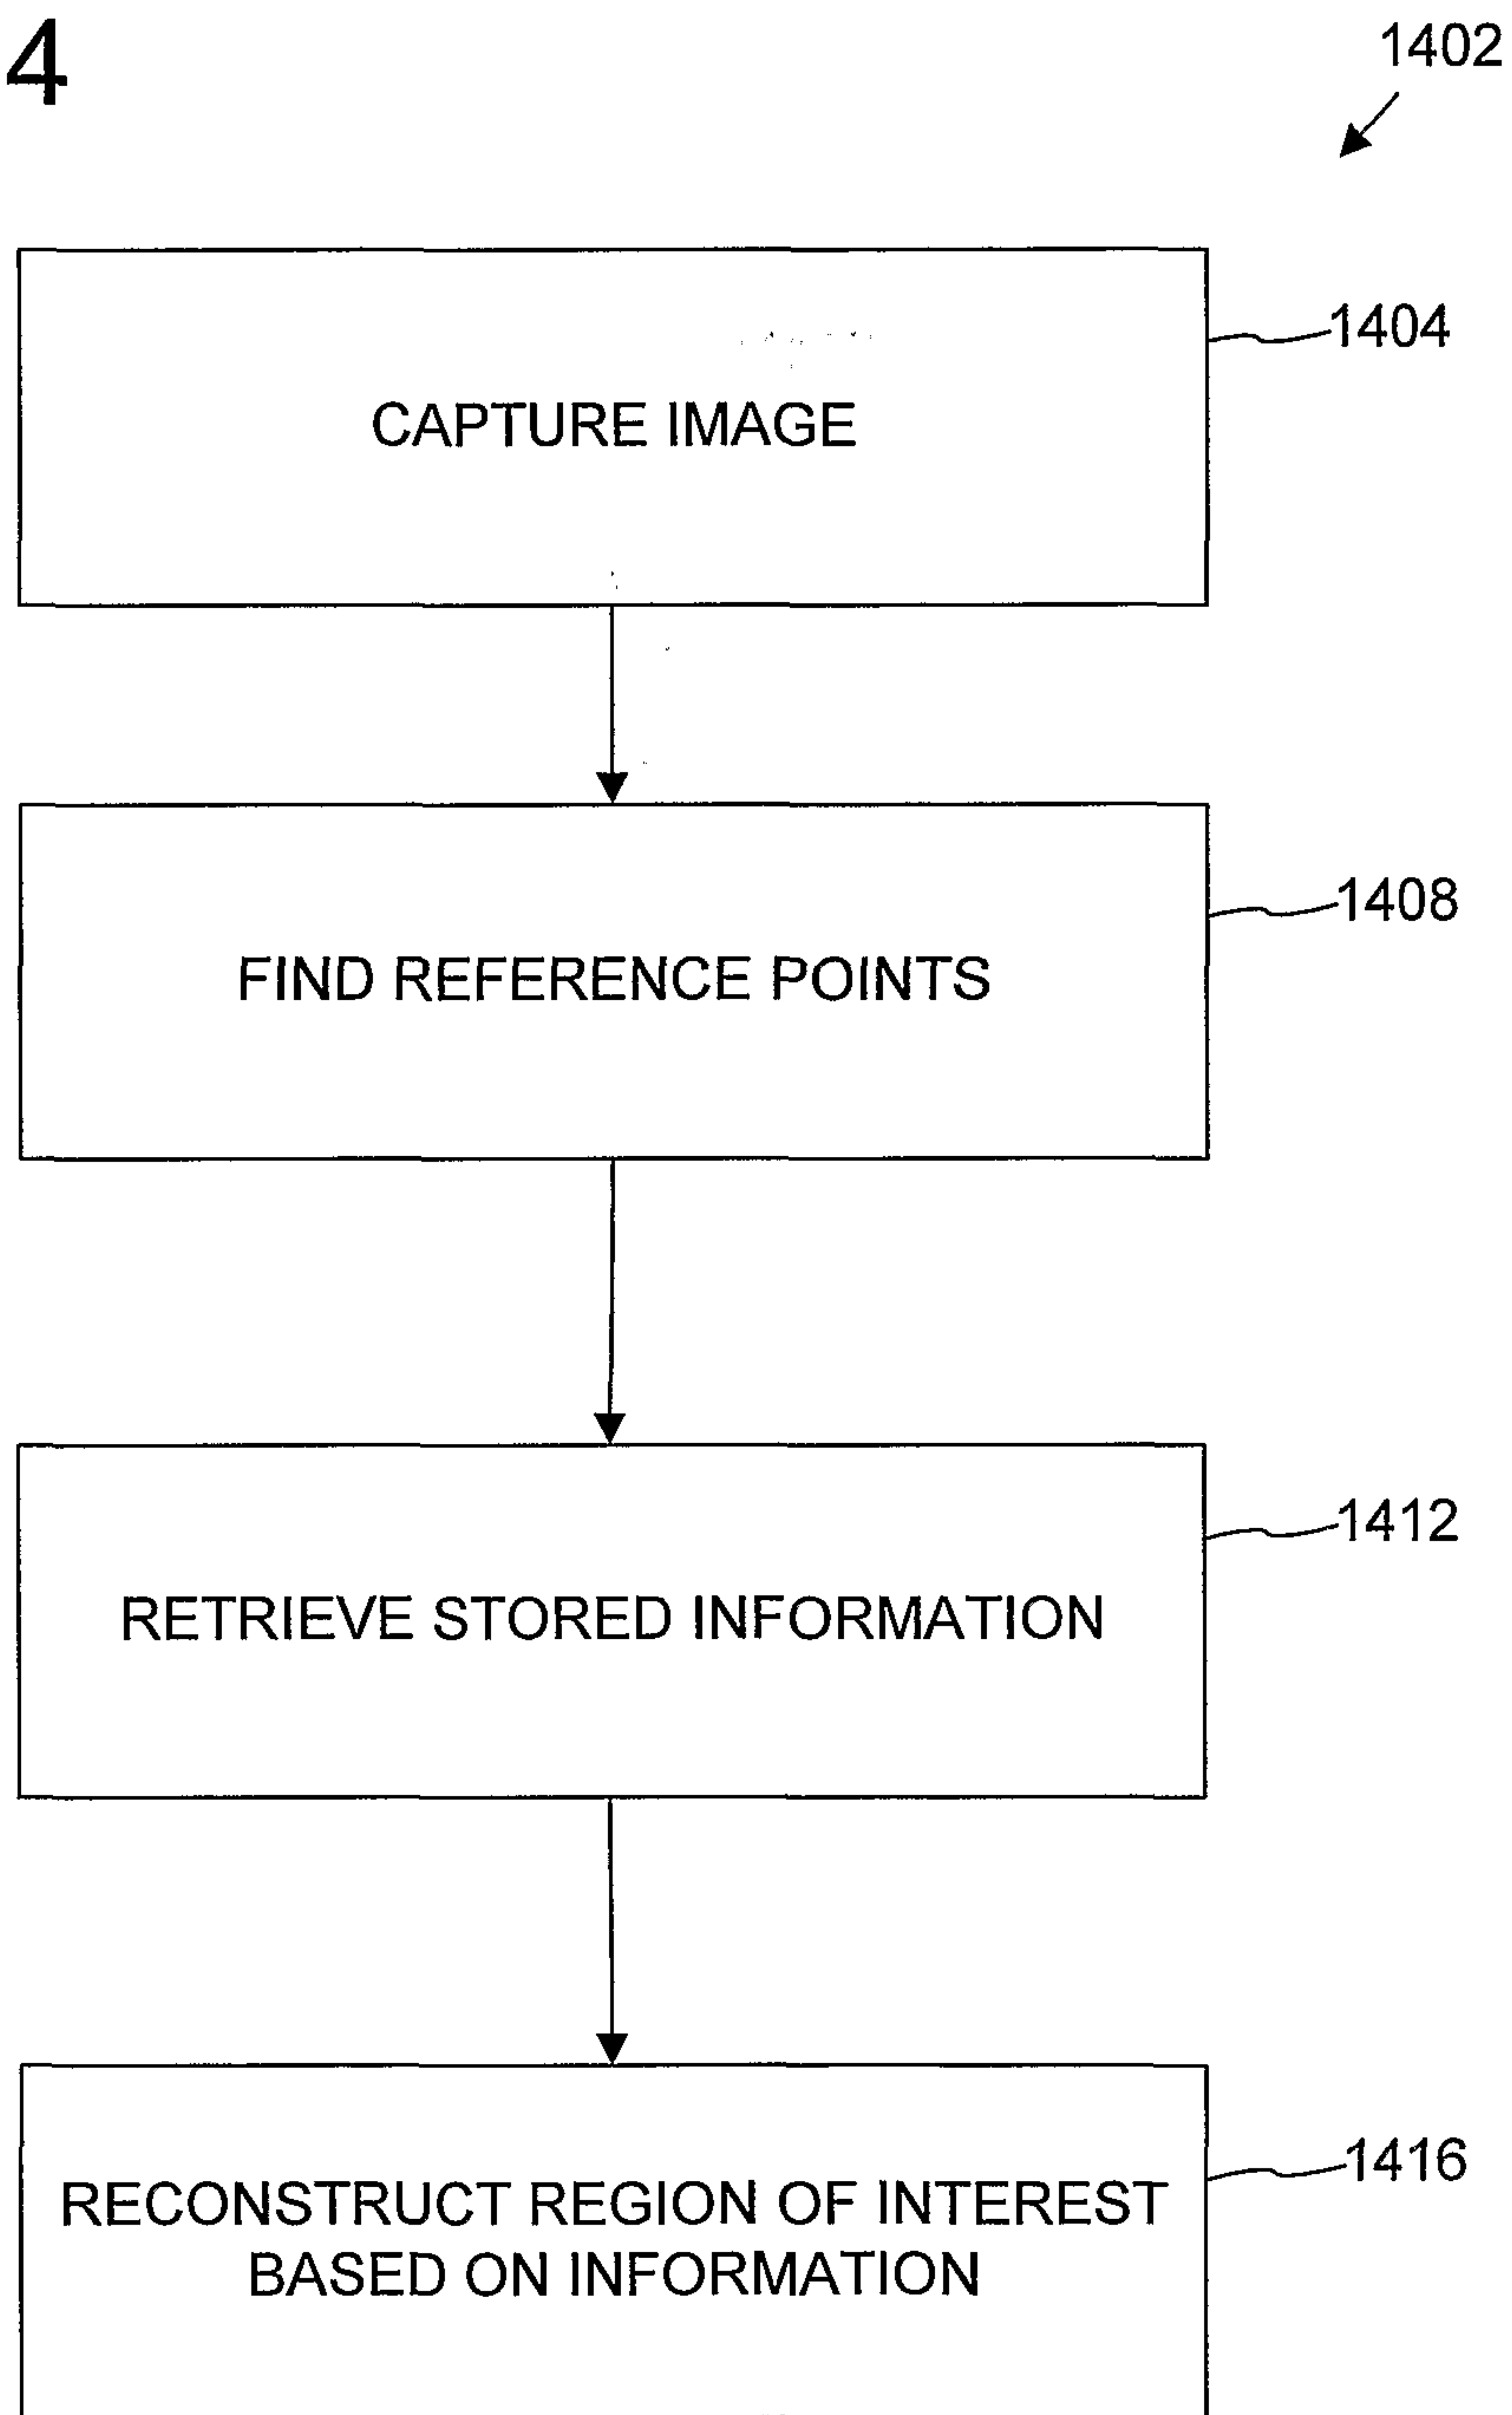 4
1402
1404
CAPTURE IMAGE
1408
FIND REFERENCE POINTS
1412
RETRIEVE STORED INFORMATION
1416
RECONSTRUCT REGION OF INTEREST
BASED ON INFORMATION